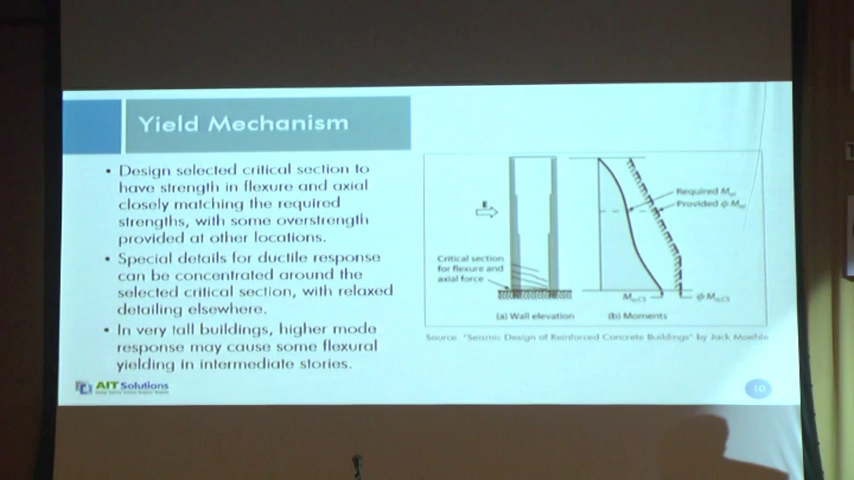 Yield Mechanism
• Design selected critical section to
have strength in flexure and axial
closely matching the required
strengths, with some overstrength
provided at other locations.
• Special details for ductile response
can be concentrated around the
selected critical section, with relaxed
detailing elsewhere.
• In very tall buildings, higher mode
response may cause some flexural
yielding in intermediate stories.
E
Critical section
for flexure and
axial force
(a) Wall elevation
Required
Provided ϕ
(b) Moments
Source: "Seismic Design of Reinforced Concrete Buildings" by Jack Moehle
AIT Solutions
10